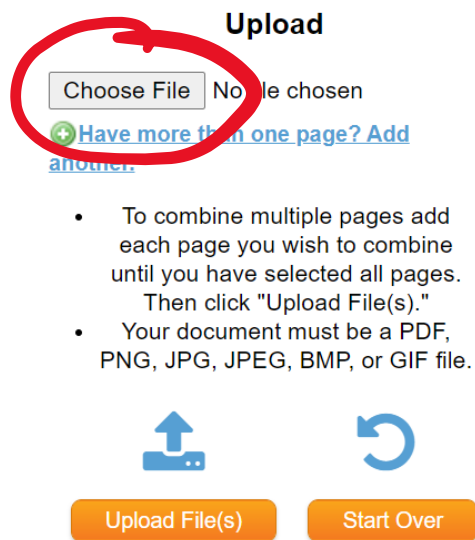 Upload
Choose File No file chosen
Have more than one page? Add
another.
• To combine multiple pages add
each page you wish to combine
until you have selected all pages.
Then click "Upload File(s)."
• Your document must be a PDF,
PNG, JPG, JPEG, BMP, or GIF file.
Upload File(s) Start Over